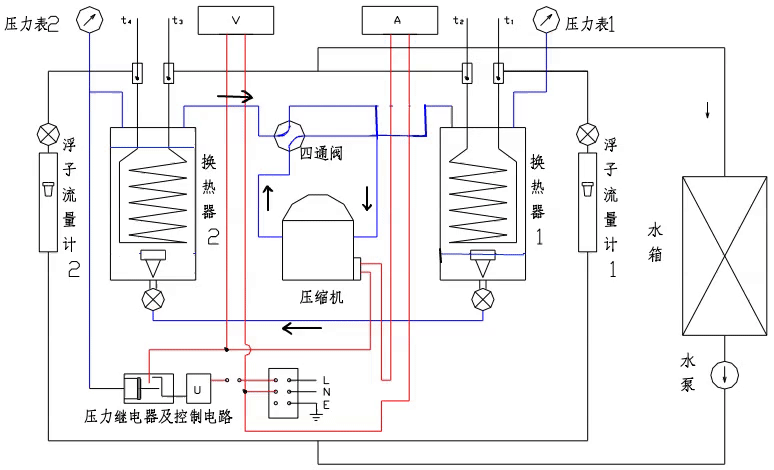 压力表2
t₄
t₃
V
A
t₂
t₁
压力表1
四通阀
浮子流量计2
换热器2
换热器1
浮子流量计1
水箱
压缩机
水泵
U
L
N
E
压力继电器及控制电路